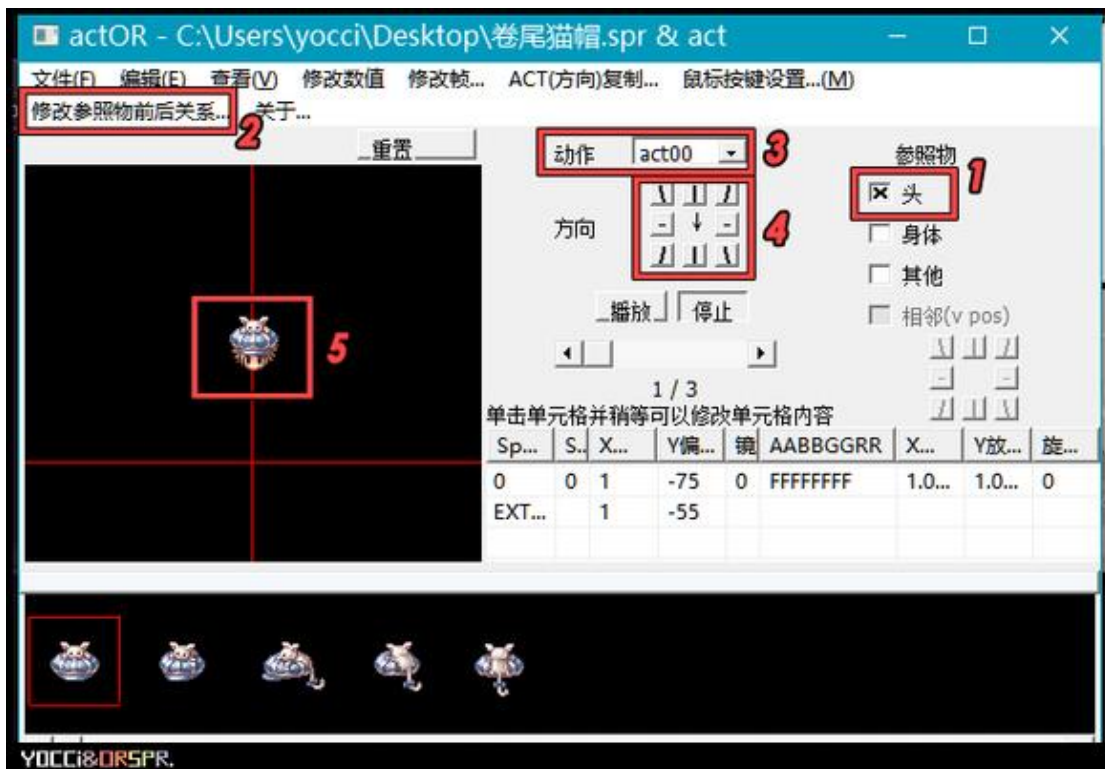 actOR - C:\Users\yocci\Desktop\卷尾猫帽.spr & act
文件(F) 编辑(E) 查看(V) 修改数值 修改帧... ACT(方向)复制... 鼠标按键设置...(M)
修改参照物前后关系... 关于...
2
_重置
动作 act00
3
参照物
1
头
方向
4
身体
其他
_播放 停止
相邻(v pos)
5
1 / 3
单击单元格并稍等可以修改单元格内容
Sp... S.. X... Y偏... 镜 AABBGGRR X... Y放... 旋...
0 0 1 -75 0 FFFFFFFF 1.0... 1.0... 0
EXT... 1 -55
YOCCi&ORSPR.